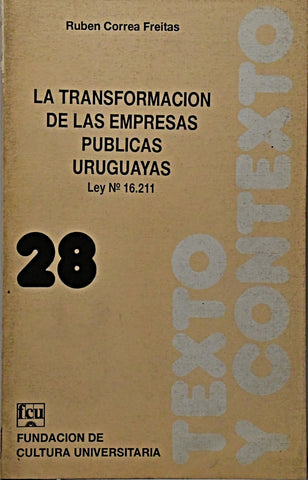 Ruben Correa Freitas
LA TRANSFORMACION
DE LAS EMPRESAS
PUBLICAS
URUGUAYAS
Ley Nº 16.211
28
TEXTO
Y CONTEXTO
fcu
FUNDACION DE
CULTURA UNIVERSITARIA